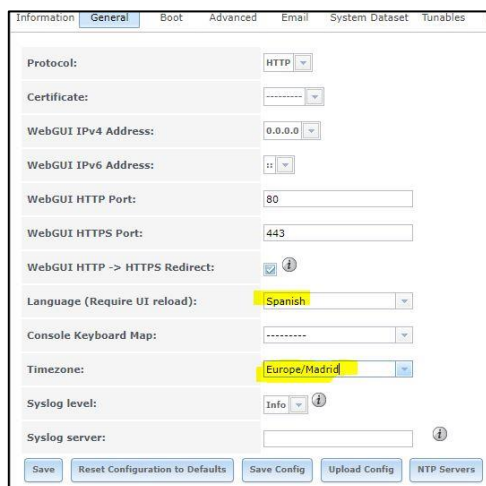 Information General Boot Advanced Email System Dataset Tunables
Protocol: HTTP
Certificate: ---------
WebGUI IPv4 Address: 0.0.0.0
WebGUI IPv6 Address: ::
WebGUI HTTP Port: 80
WebGUI HTTPS Port: 443
WebGUI HTTP -> HTTPS Redirect:
Language (Require UI reload): Spanish
Console Keyboard Map: ---------
Timezone: Europe/Madrid
Syslog level: Info
Syslog server:
Save Reset Configuration to Defaults Save Config Upload Config NTP Servers